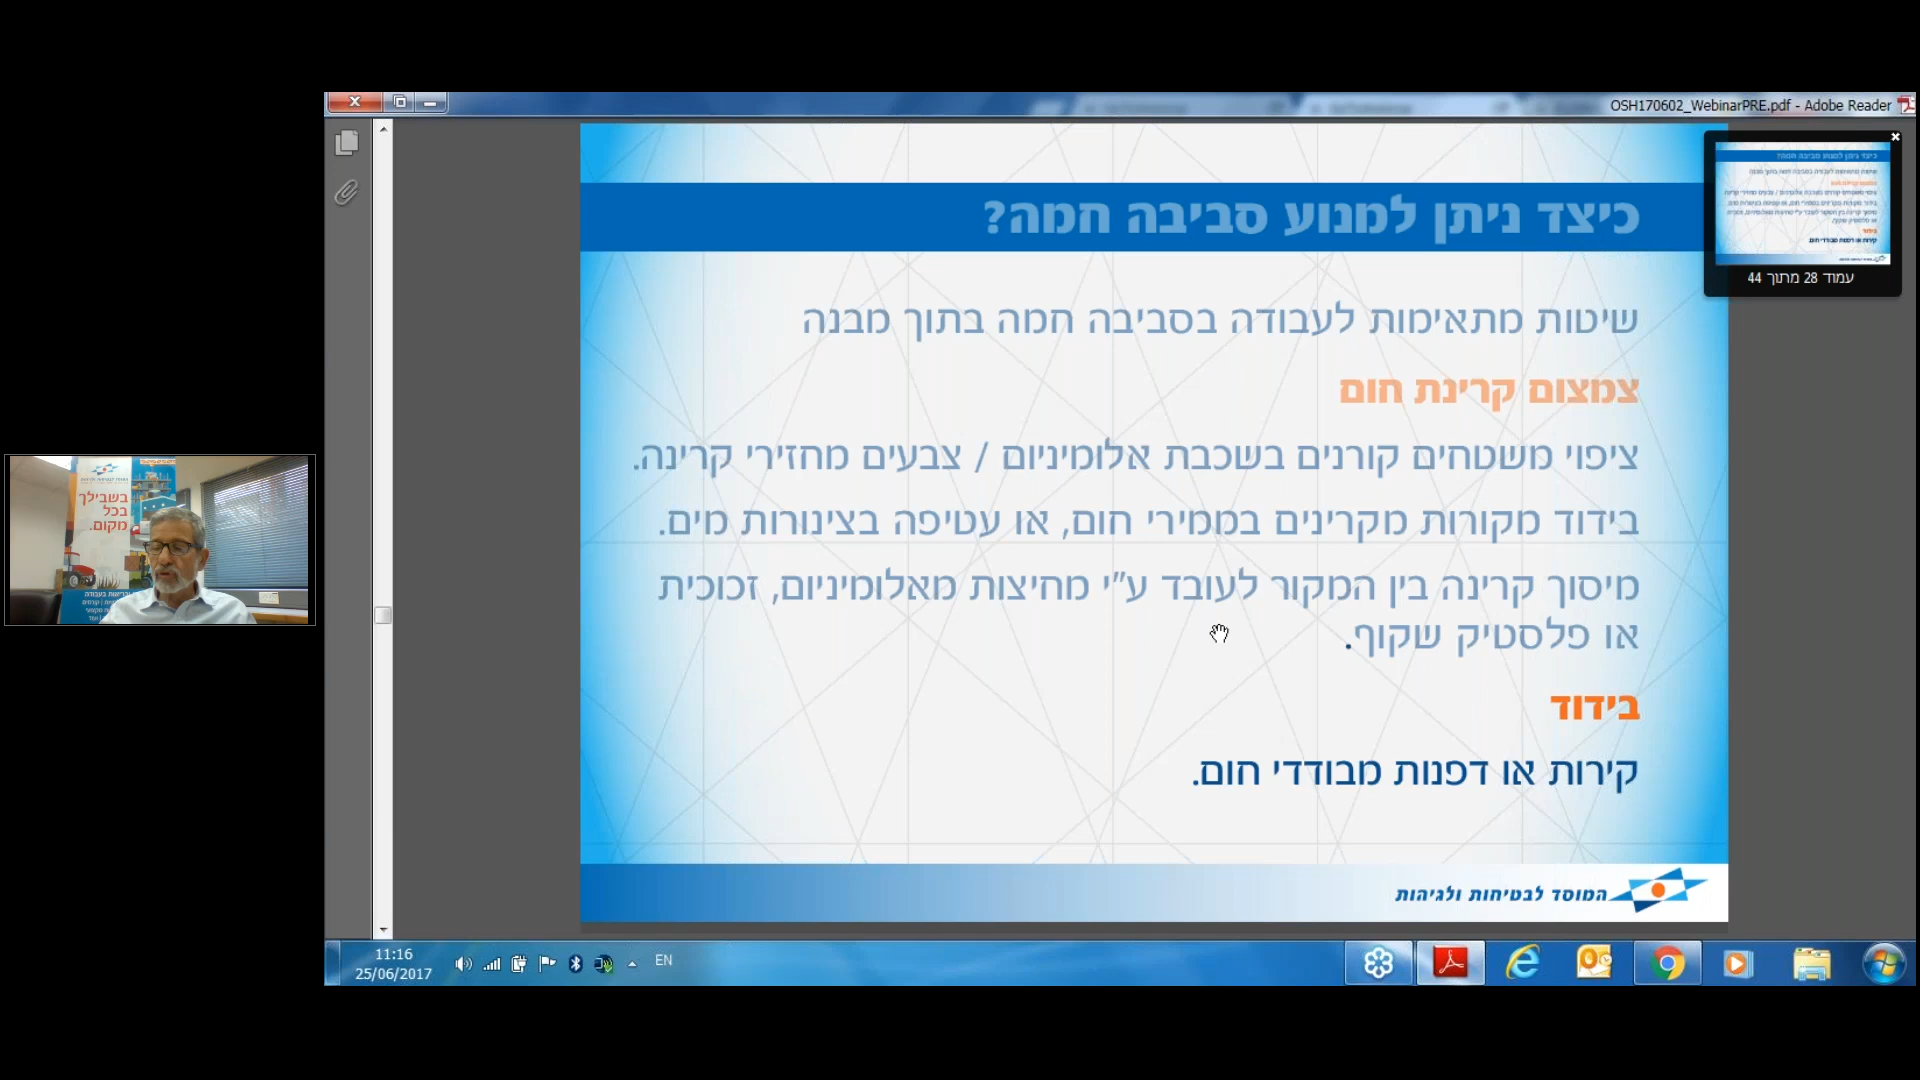 OSH170602_WebinarPRE.pdf - Adobe Reader
כיצד ניתן למנוע סביבה חמה?
שיטות מתאימות לעבודה בסביבה חמה בתוך מבנה
צמצום קרינת חום
ציפוי משטחים קורנים בשכבת אלומיניום / צבעים מחזירי קרינה.
בידוד מקורות מקרינים בממירי חום, או עטיפה בצינורות מים.
מיסוך קרינה בין המקור לעובד ע"י מחיצות מאלומיניום, זכוכית
או פלסטיק שקוף.
בידוד
קירות או דפנות מבודדי חום.
המוסד לבטיחות ולגיהות
עמוד 28 מתוך 44
בשבילך
בכל
מקום.
EN
11:16
25/06/2017